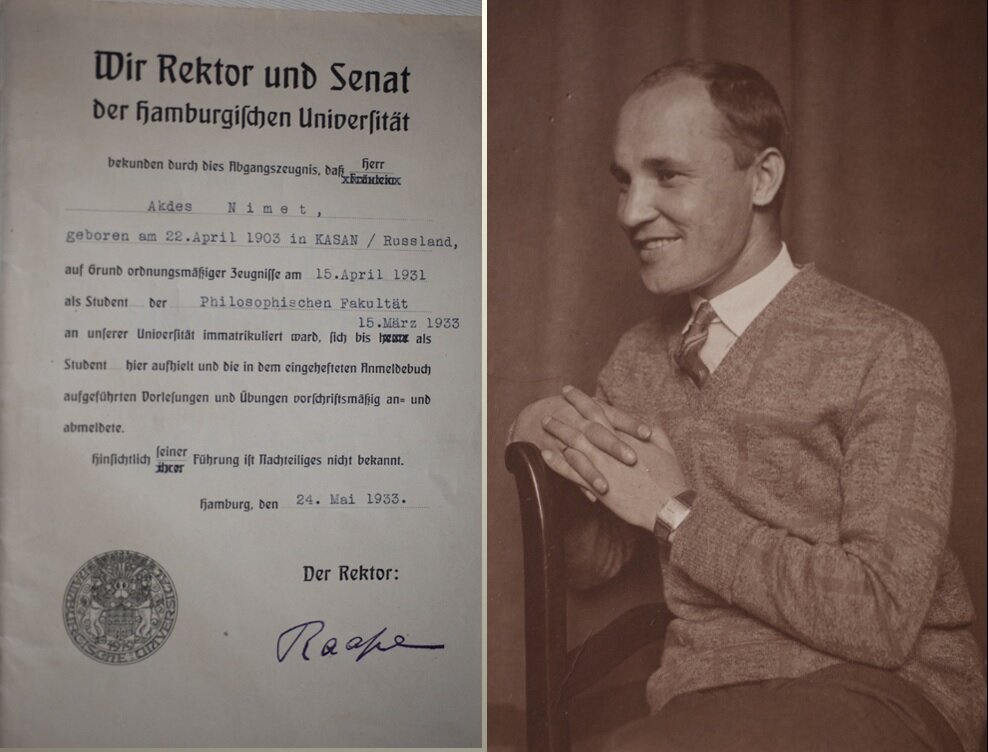 Wir Rektor und Senat
der Hamburgischen Universität
bekunden durch dies Abgangszeugnis, daß Herr
Fräulein
Akdes Nimet,
geboren am 22.April 1903 in KASAN / Russland,
auf Grund ordnungsmäßiger Zeugnisse am 15.April 1931
als Student der Philosophischen Fakultät
15.März 1933
an unserer Universität immatrikuliert ward, sich bis heute als
Student hier aufhielt und die in dem eingehefteten Anmeldebuch
aufgeführten Vorlesungen und Übungen vorschriftsmäßig an= und
abmeldete.
Hinsichtlich seiner Führung ist Nachteiliges nicht bekannt.
ihrer
Hamburg, den 24. Mai 1933.
Der Rektor:
Raape
HAMBURGISCHE UNIVERSITÄT
1919